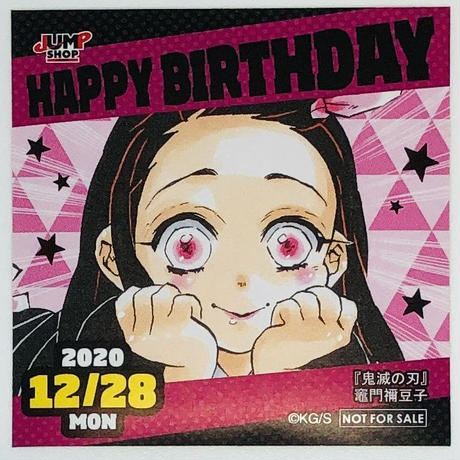 JUMP
SHOP
HAPPY BIRTHDAY
2020
12/28
MON
『鬼滅の刃』
竈門禰豆子
©KG/S NOT FOR SALE